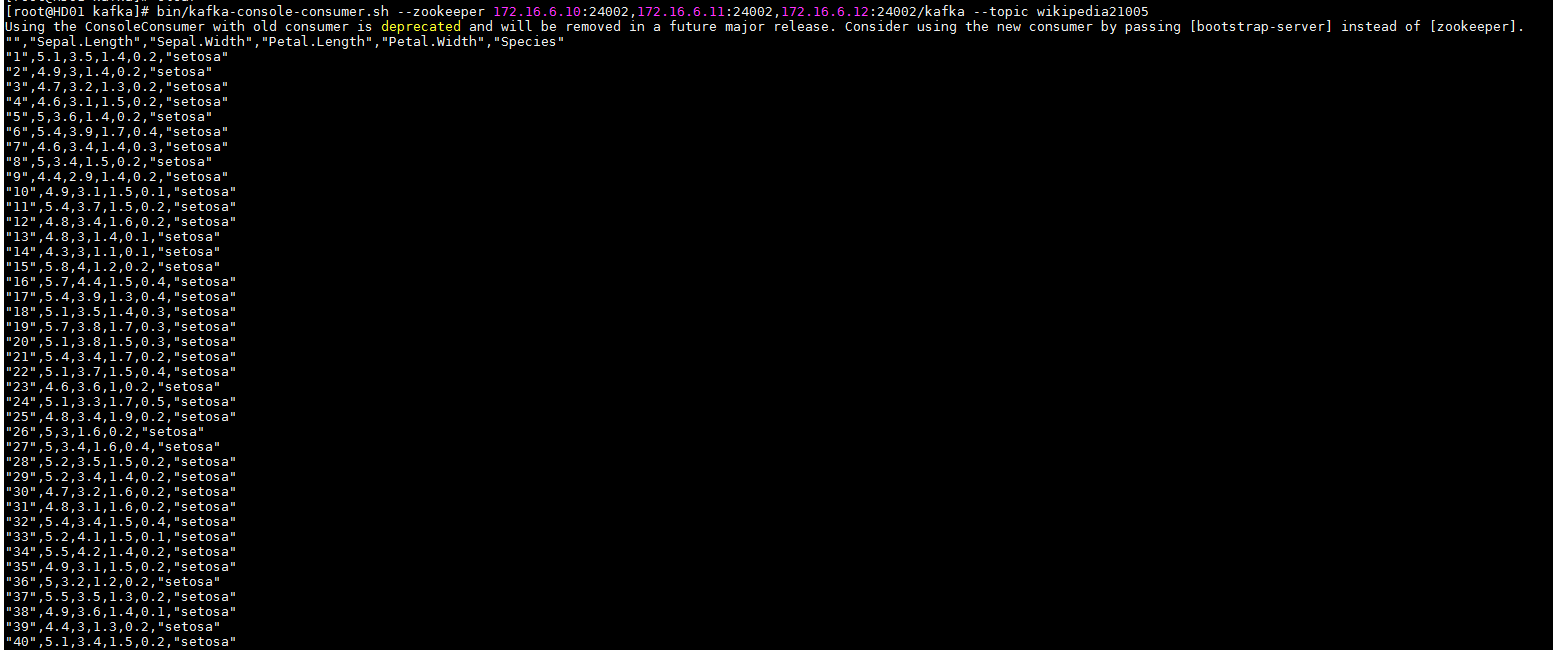 [root@HD01 kafka]# bin/kafka-console-consumer.sh --zookeeper 172.16.6.10:24002,172.16.6.11:24002,172.16.6.12:24002/kafka --topic wikipedia21005
Using the ConsoleConsumer with old consumer is deprecated and will be removed in a future major release. Consider using the new consumer by passing [bootstrap-server] instead of [zookeeper].
"","Sepal.Length","Sepal.Width","Petal.Length","Petal.Width","Species"
"1",5.1,3.5,1.4,0.2,"setosa"
"2",4.9,3,1.4,0.2,"setosa"
"3",4.7,3.2,1.3,0.2,"setosa"
"4",4.6,3.1,1.5,0.2,"setosa"
"5",5,3.6,1.4,0.2,"setosa"
"6",5.4,3.9,1.7,0.4,"setosa"
"7",4.6,3.4,1.4,0.3,"setosa"
"8",5,3.4,1.5,0.2,"setosa"
"9",4.4,2.9,1.4,0.2,"setosa"
"10",4.9,3.1,1.5,0.1,"setosa"
"11",5.4,3.7,1.5,0.2,"setosa"
"12",4.8,3.4,1.6,0.2,"setosa"
"13",4.8,3,1.4,0.1,"setosa"
"14",4.3,3,1.1,0.1,"setosa"
"15",5.8,4,1.2,0.2,"setosa"
"16",5.7,4.4,1.5,0.4,"setosa"
"17",5.4,3.9,1.3,0.4,"setosa"
"18",5.1,3.5,1.4,0.3,"setosa"
"19",5.7,3.8,1.7,0.3,"setosa"
"20",5.1,3.8,1.5,0.3,"setosa"
"21",5.4,3.4,1.7,0.2,"setosa"
"22",5.1,3.7,1.5,0.4,"setosa"
"23",4.6,3.6,1,0.2,"setosa"
"24",5.1,3.3,1.7,0.5,"setosa"
"25",4.8,3.4,1.9,0.2,"setosa"
"26",5,3,1.6,0.2,"setosa"
"27",5,3.4,1.6,0.4,"setosa"
"28",5.2,3.5,1.5,0.2,"setosa"
"29",5.2,3.4,1.4,0.2,"setosa"
"30",4.7,3.2,1.6,0.2,"setosa"
"31",4.8,3.1,1.6,0.2,"setosa"
"32",5.4,3.4,1.5,0.4,"setosa"
"33",5.2,4.1,1.5,0.1,"setosa"
"34",5.5,4.2,1.4,0.2,"setosa"
"35",4.9,3.1,1.5,0.2,"setosa"
"36",5,3.2,1.2,0.2,"setosa"
"37",5.5,3.5,1.3,0.2,"setosa"
"38",4.9,3.6,1.4,0.1,"setosa"
"39",4.4,3,1.3,0.2,"setosa"
"40",5.1,3.4,1.5,0.2,"setosa"